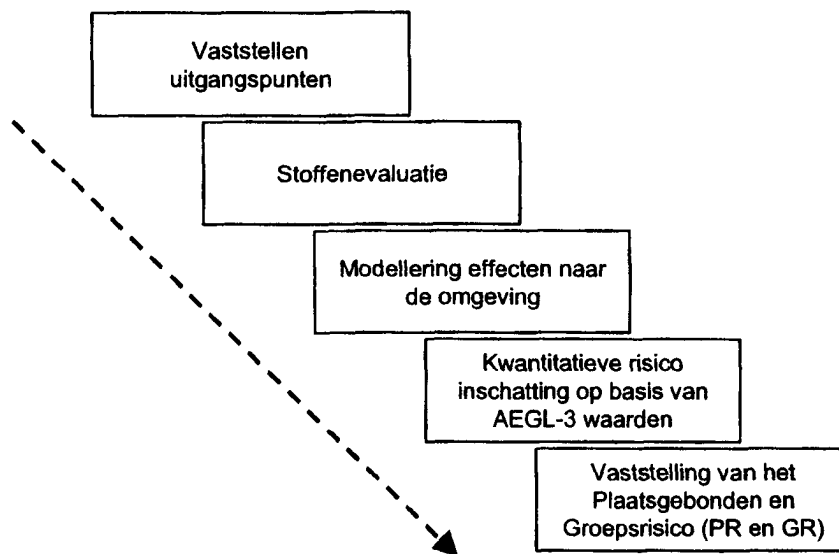 Vaststellen
uitgangspunten
Stoffenevaluatie
Modellering effecten naar
de omgeving
Kwantitatieve risico
inschatting op basis van
AEGL-3 waarden
Vaststelling van het
Plaatsgebonden en
Groepsrisico (PR en GR)